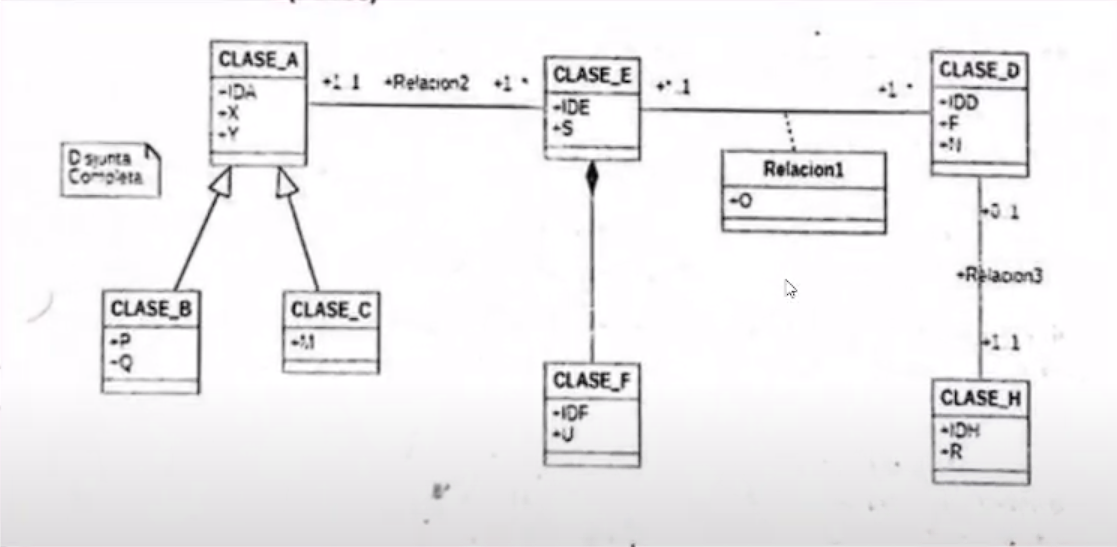 CLASE_A
+IDA
+X
+Y
Disjunta
Completa
+1..1
+Relacion2
+1..*
CLASE_E
+IDE
+S
+*..1
+1..*
CLASE_D
+IDD
+F
+N
Relacion1
+O
+0..1
+Relacion3
+1..1
CLASE_B
+P
+Q
CLASE_C
+M
CLASE_F
+IDF
+U
CLASE_H
+IDH
+R